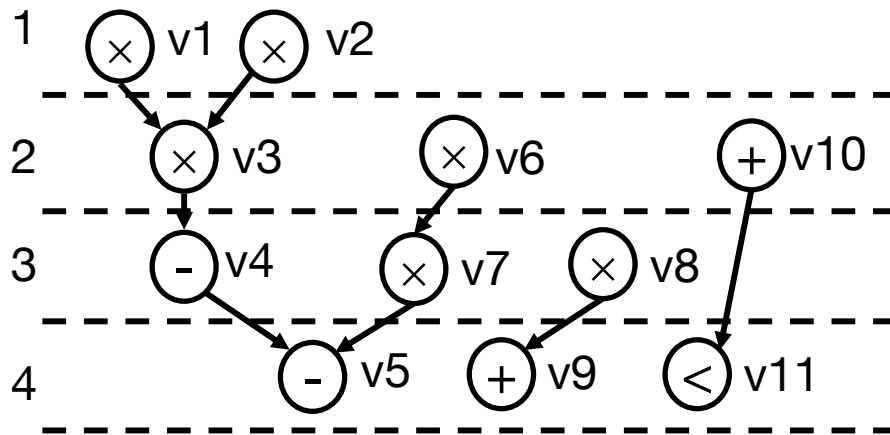 1 × v1 × v2
2 × v3 × v6 + v10
3 - v4 × v7 × v8
4 - v5 + v9 < v11